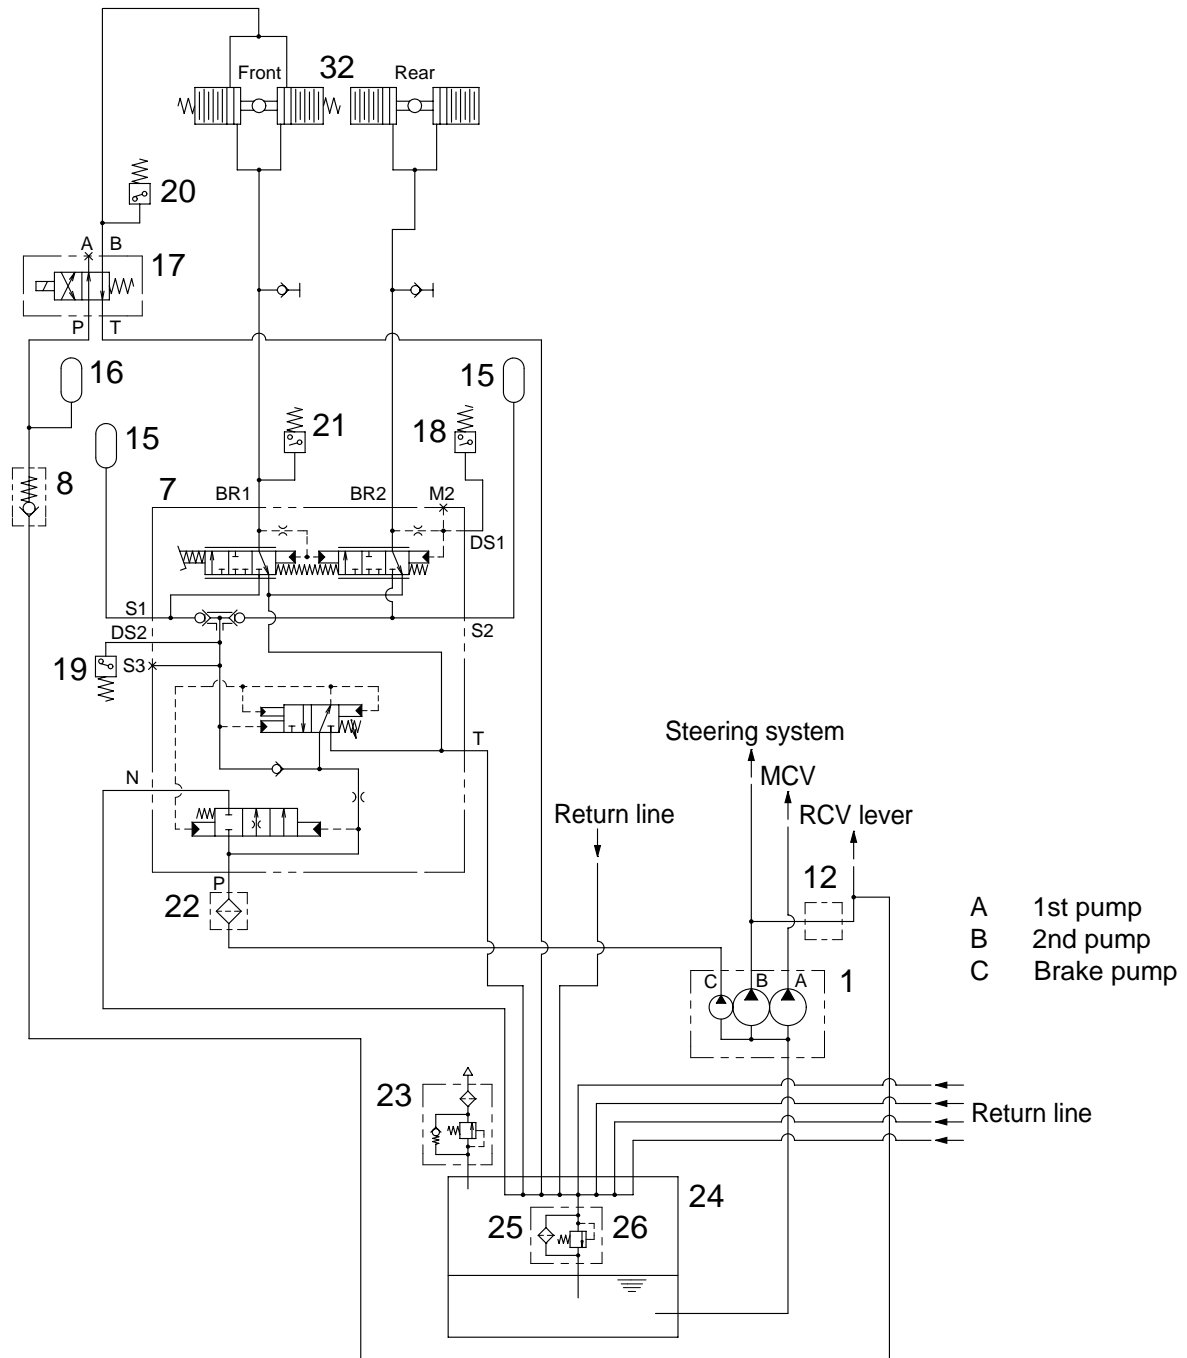 Front
32
Rear
20
A
B
17
P
T
16
15
15
21
18
8
7
BR1
BR2
M2
DS1
S1
S2
DS2
19
S3
T
N
P
22
Steering system
MCV
RCV lever
Return line
12
C
B
A
1
A 1st pump
B 2nd pump
C Brake pump
23
Return line
24
25
26